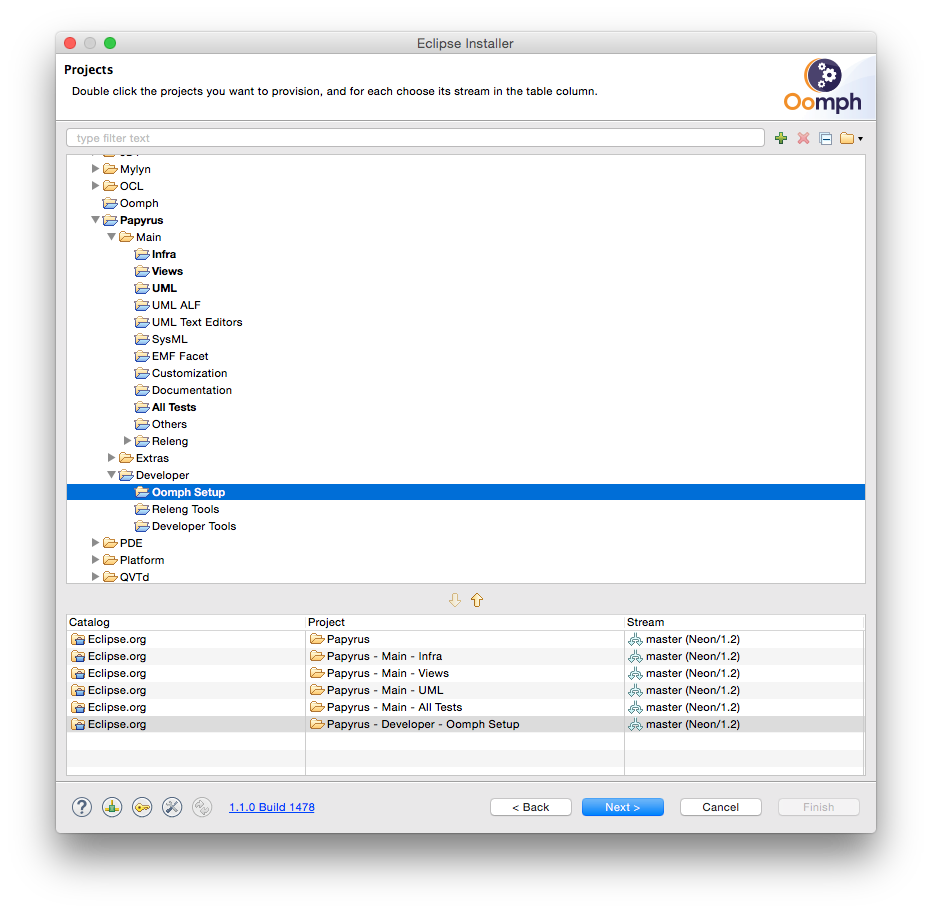 Eclipse Installer
Projects
Double click the projects you want to provision, and for each choose its stream in the table column.
Oomph
type filter text
Mylyn
OCL
Oomph
Papyrus
Main
Infra
Views
UML
UML ALF
UML Text Editors
SysML
EMF Facet
Customization
Documentation
All Tests
Others
Releng
Extras
Developer
Oomph Setup
Releng Tools
Developer Tools
PDE
Platform
QVTd
Catalog Project Stream
Eclipse.org Papyrus master (Neon/1.2)
Eclipse.org Papyrus - Main - Infra master (Neon/1.2)
Eclipse.org Papyrus - Main - Views master (Neon/1.2)
Eclipse.org Papyrus - Main - UML master (Neon/1.2)
Eclipse.org Papyrus - Main - All Tests master (Neon/1.2)
Eclipse.org Papyrus - Developer - Oomph Setup master (Neon/1.2)
? 1.1.0 Build 1478 < Back Next > Cancel Finish